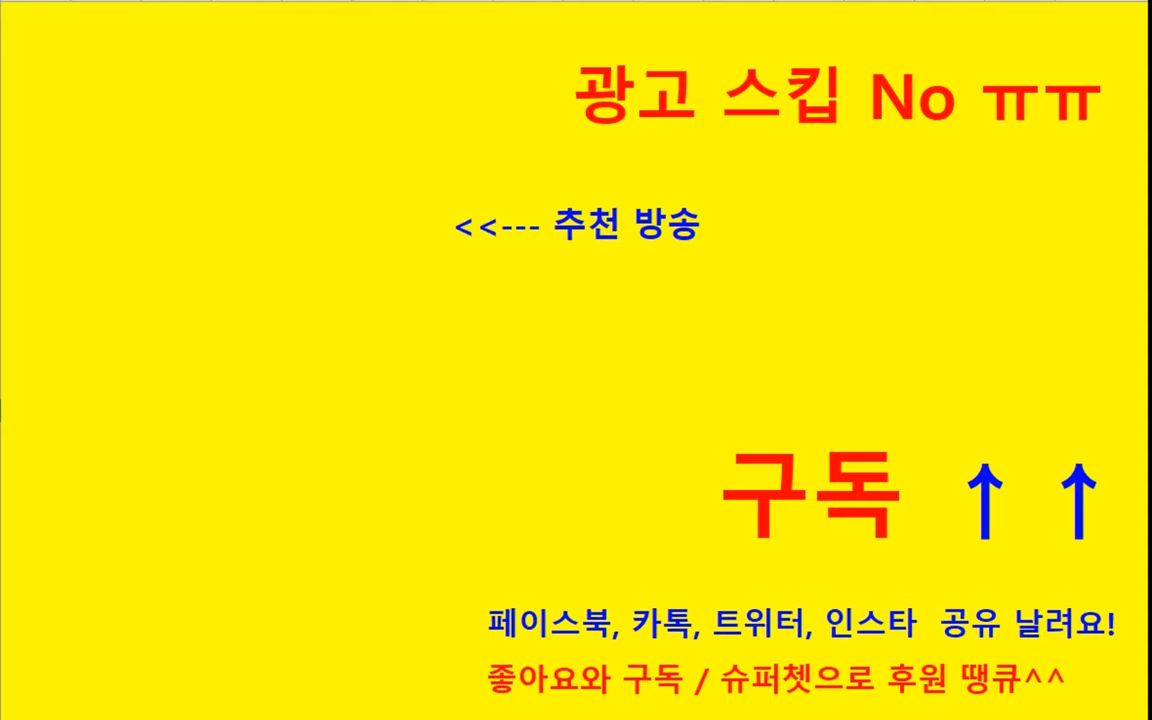 광고 스킵 No ㅠㅠ
<<--- 추천 방송
구독 ↑ ↑
페이스북, 카톡, 트위터, 인스타 공유 날려요!
좋아요와 구독 / 슈퍼쳇으로 후원 땡큐^^